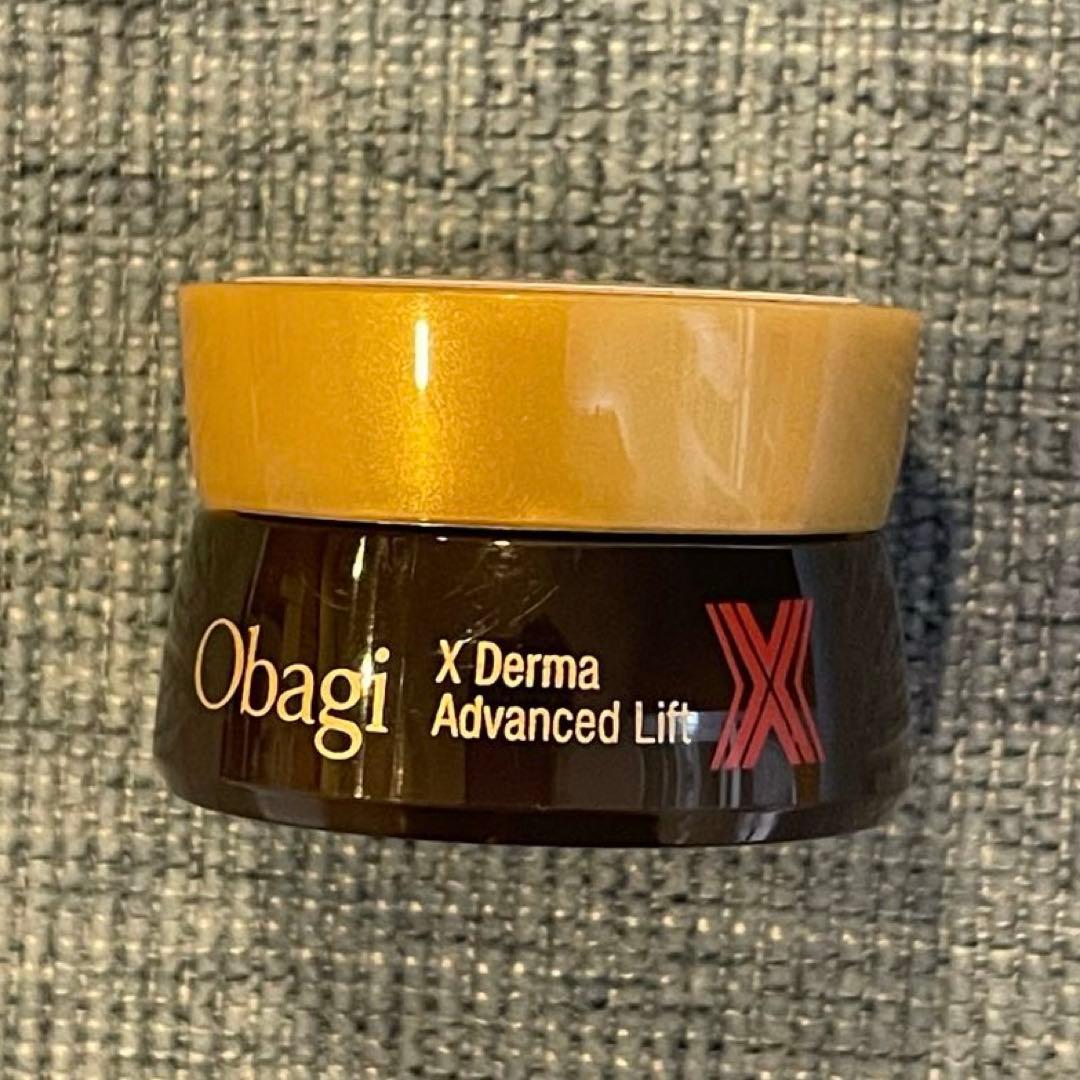 Obagi
X Derma
Advanced Lift
X